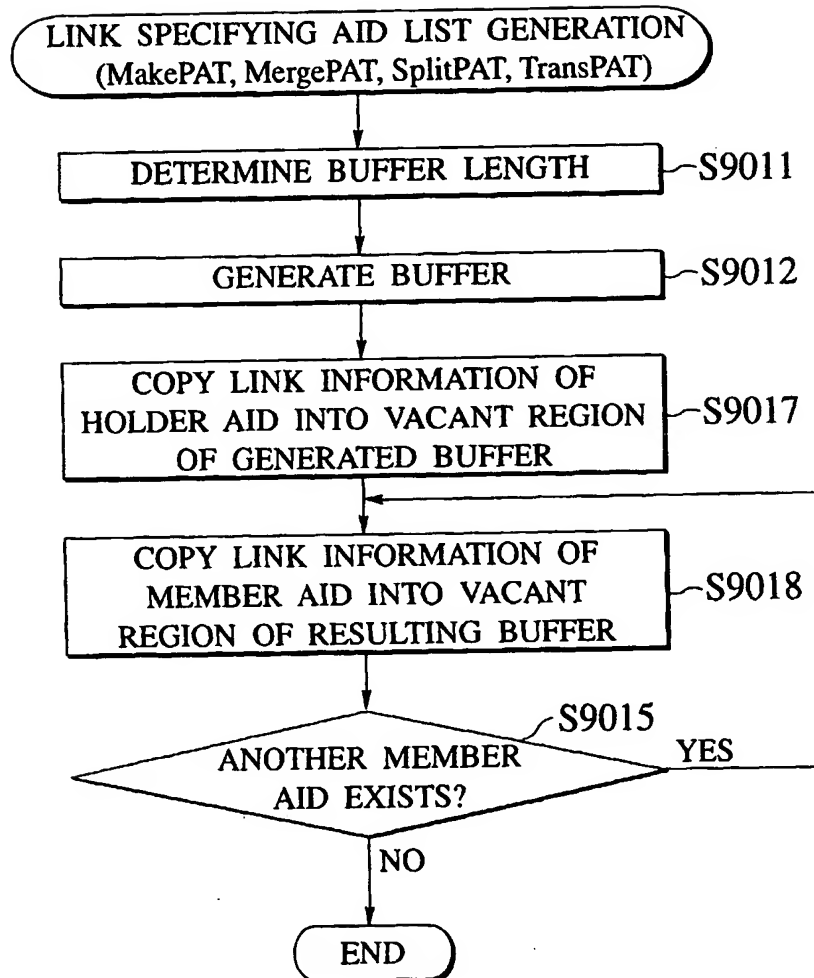 LINK SPECIFYING AID LIST GENERATION
(MakePAT, MergePAT, SplitPAT, TransPAT)
DETERMINE BUFFER LENGTH
S9011
GENERATE BUFFER
S9012
COPY LINK INFORMATION OF
HOLDER AID INTO VACANT REGION
OF GENERATED BUFFER
S9017
COPY LINK INFORMATION OF
MEMBER AID INTO VACANT
REGION OF RESULTING BUFFER
S9018
S9015
ANOTHER MEMBER
AID EXISTS?
YES
NO
END